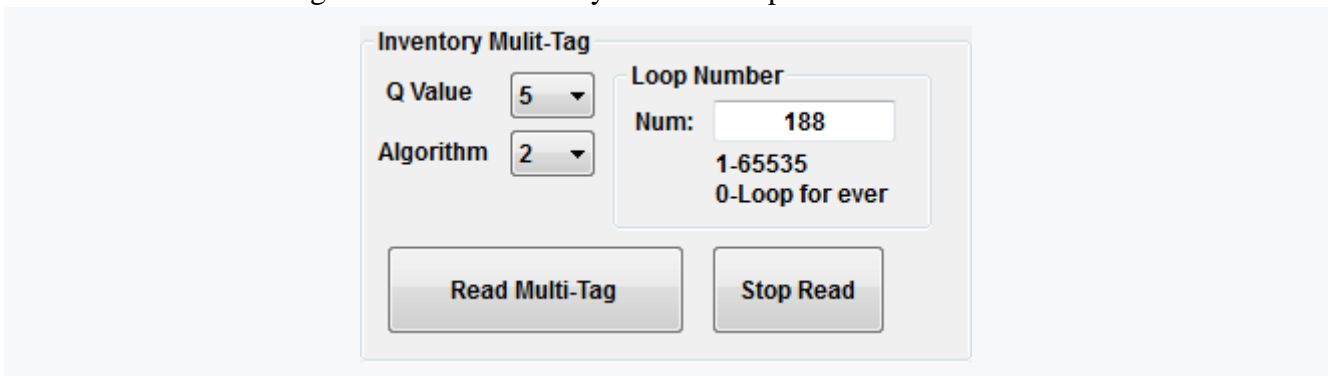 Inventory Mulit-Tag
Q Value 5
Algorithm 2
Loop Number
Num: 188
1-65535
0-Loop for ever
Read Multi-Tag
Stop Read